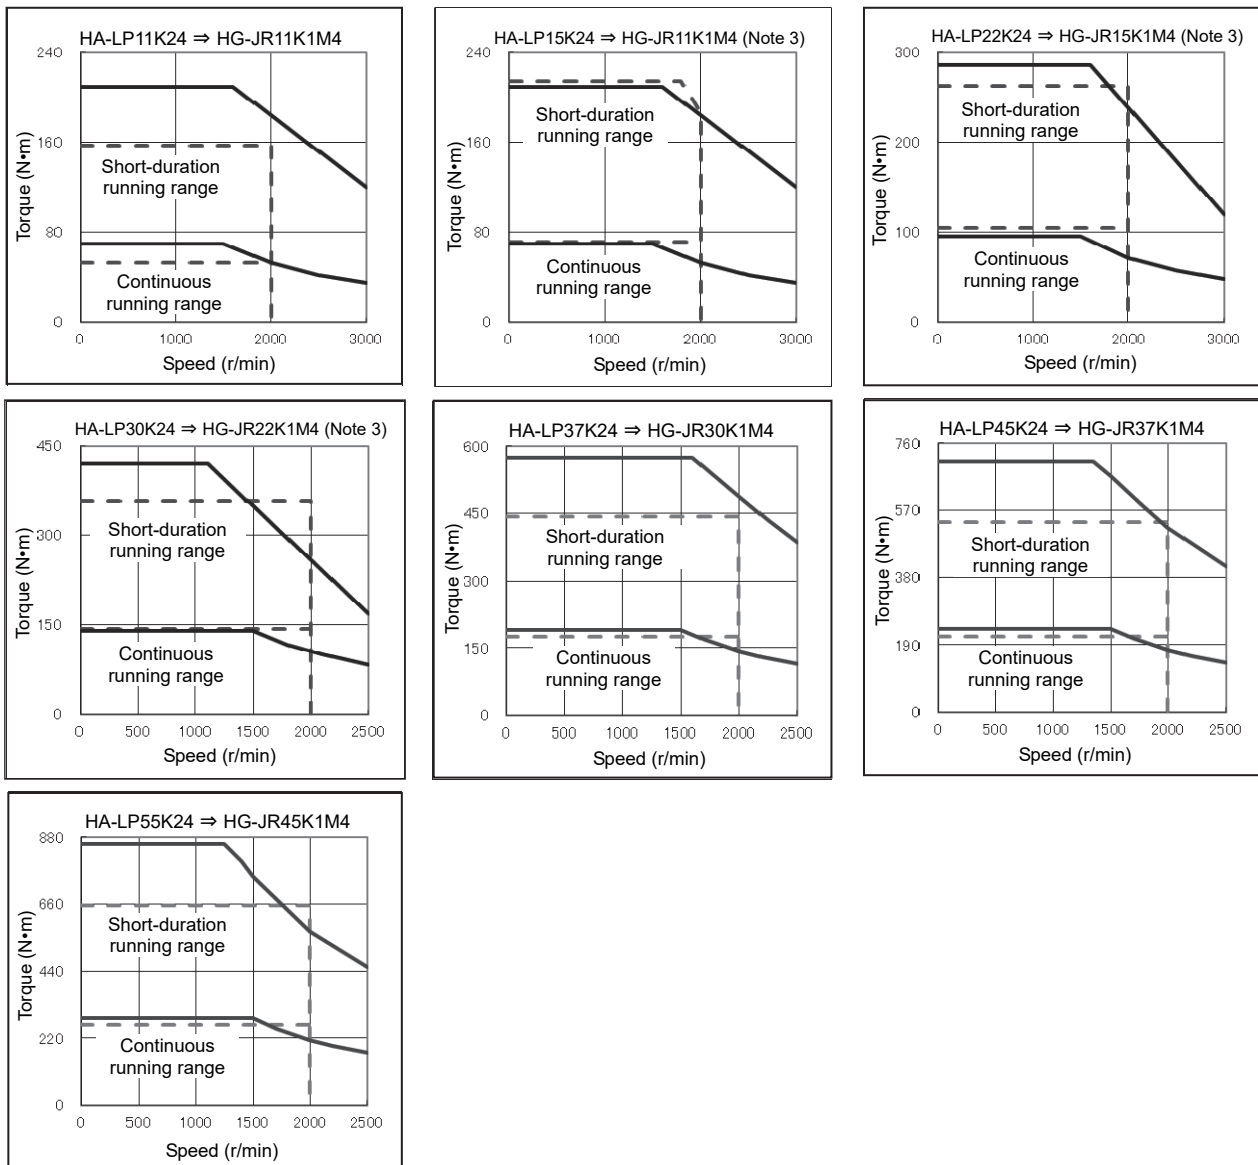 HA-LP11K24 ⇒ HG-JR11K1M4
240
160
80
0
Torque (N•m)
Short-duration
running range
Continuous
running range
0 1000 2000 3000
Speed (r/min)
HA-LP15K24 ⇒ HG-JR11K1M4 (Note 3)
240
160
80
0
Torque (N•m)
Short-duration
running range
Continuous
running range
0 1000 2000 3000
Speed (r/min)
HA-LP22K24 ⇒ HG-JR15K1M4 (Note 3)
300
200
100
0
Torque (N•m)
Short-duration
running range
Continuous
running range
0 1000 2000 3000
Speed (r/min)
HA-LP30K24 ⇒ HG-JR22K1M4 (Note 3)
450
300
150
0
Torque (N•m)
Short-duration
running range
Continuous
running range
0 500 1000 1500 2000 2500
Speed (r/min)
HA-LP37K24 ⇒ HG-JR30K1M4
600
450
300
150
0
Torque (N•m)
Short-duration
running range
Continuous
running range
0 500 1000 1500 2000 2500
Speed (r/min)
HA-LP45K24 ⇒ HG-JR37K1M4
760
570
380
190
0
Torque (N•m)
Short-duration
running range
Continuous
running range
0 500 1000 1500 2000 2500
Speed (r/min)
HA-LP55K24 ⇒ HG-JR45K1M4
880
660
440
220
0
Torque (N•m)
Short-duration
running range
Continuous
running range
0 500 1000 1500 2000 2500
Speed (r/min)